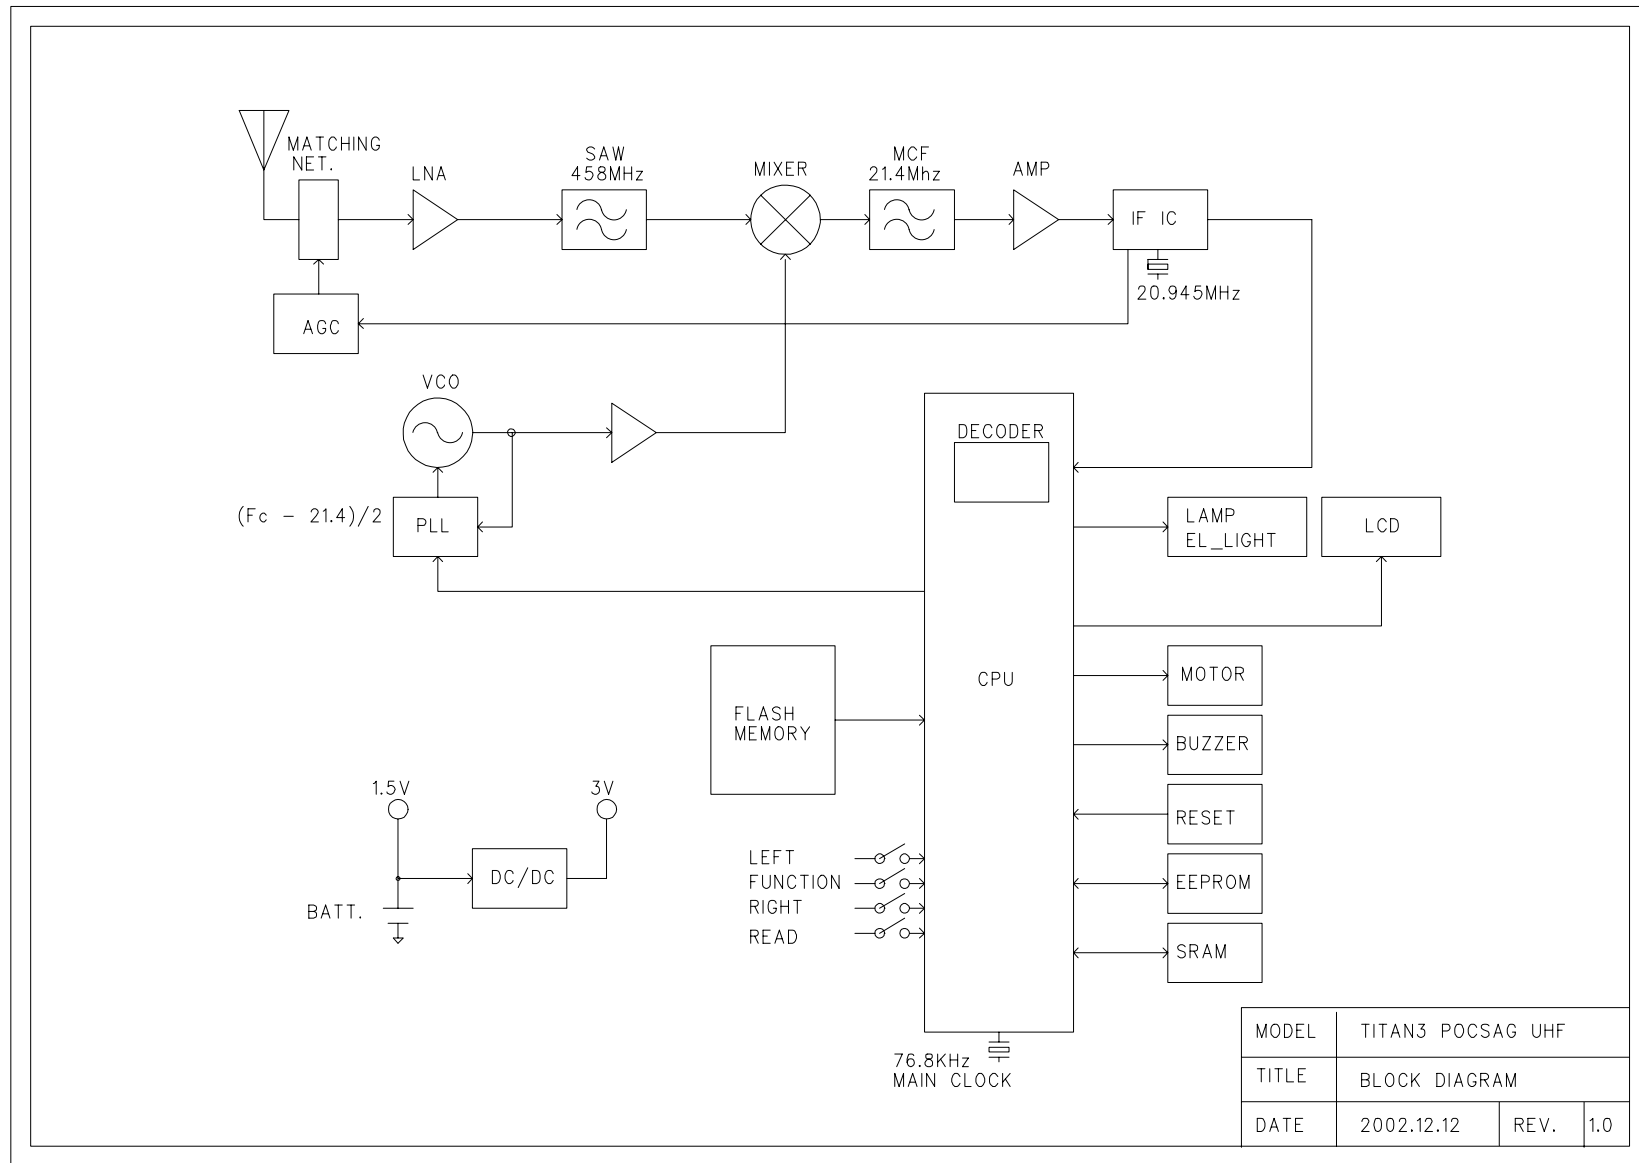 MATCHING
NET.
LNA
SAW
458MHz
MIXER
MCF
21.4Mhz
AMP
IF IC
20.945MHz
AGC
VCO
(Fc - 21.4)/2
PLL
DECODER
LAMP
EL_LIGHT
LCD
CPU
MOTOR
FLASH
MEMORY
BUZZER
1.5V
3V
RESET
DC/DC
BATT.
LEFT
FUNCTION
RIGHT
READ
EEPROM
SRAM
76.8KHz
MAIN CLOCK
MODEL TITAN3 POCSAG UHF
TITLE BLOCK DIAGRAM
DATE 2002.12.12 REV. 1.0